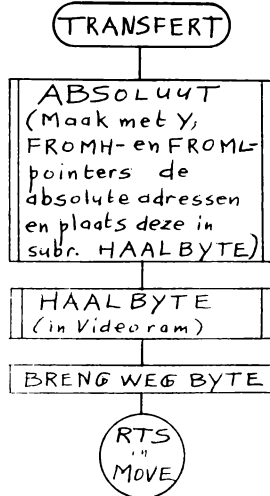 TRANSFERT
ABSOLUUT
(Maak met Y,
FROMH- en FROML-
pointers de
absolute adressen
en plaats deze in
subr. HAALBYTE)
HAALBYTE
(in Videoram)
BRENG WEG BYTE
RTS
"
MOVE